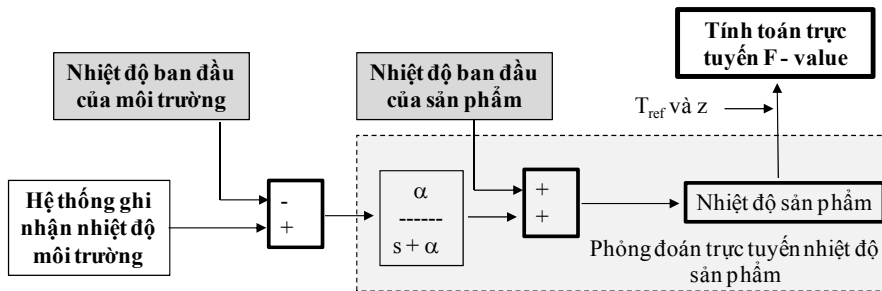 Tính toán trực
tuyến F - value
Nhiệt độ ban đầu
của môi trường
Nhiệt độ ban đầu
của sản phẩm
T_ref và z
Hệ thống ghi
nhận nhiệt độ
môi trường
-
+
α
------
s + α
+
+
Nhiệt độ sản phẩm
Phỏng đoán trực tuyến nhiệt độ
sản phẩm